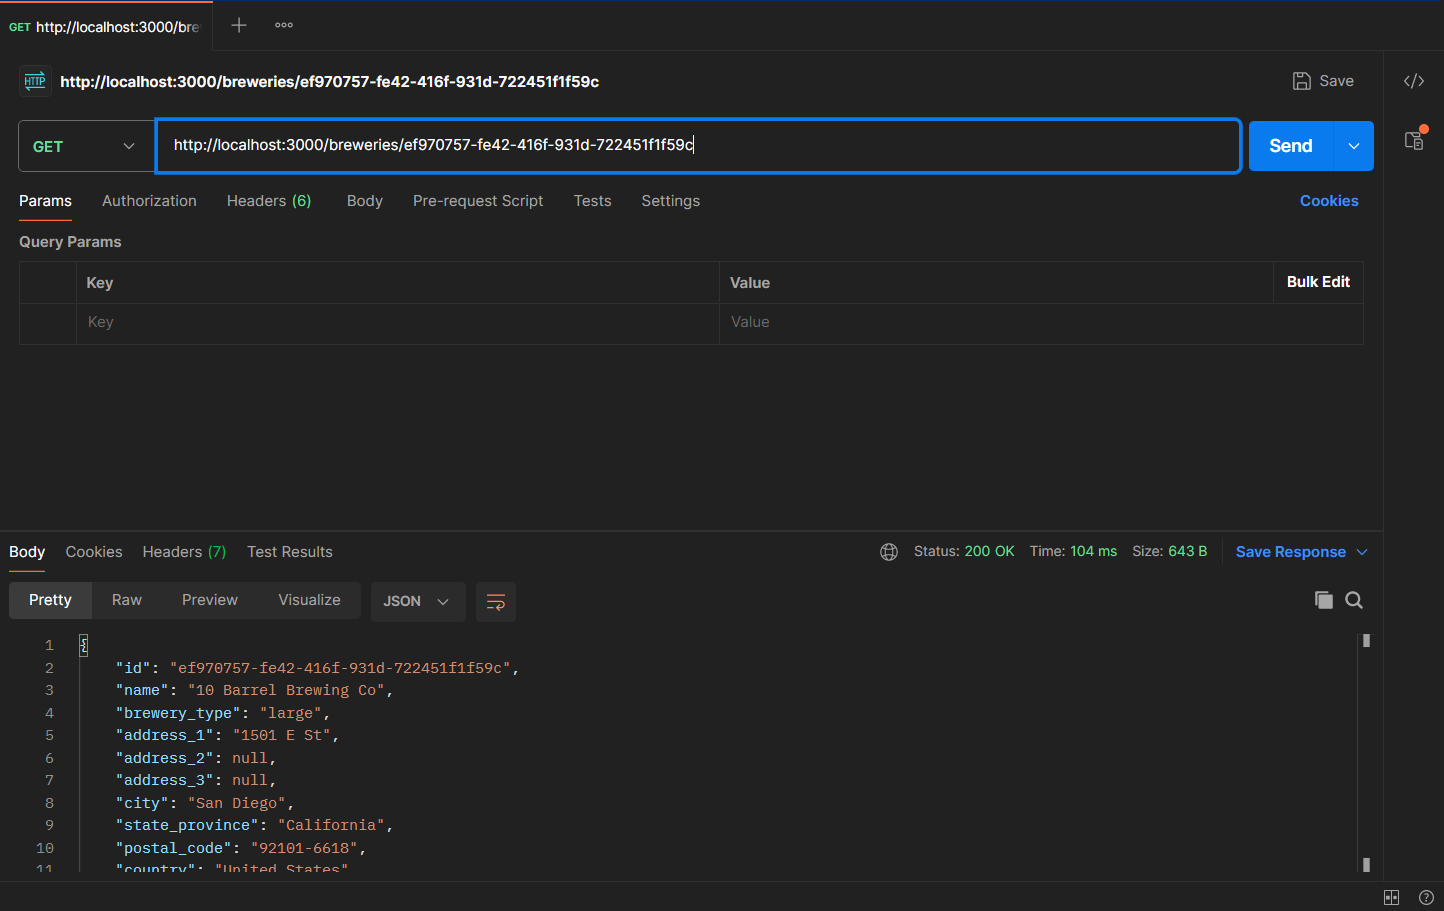 GET http://localhost:3000/bre
HTTP http://localhost:3000/breweries/ef970757-fe42-416f-931d-722451f1f59c Save </>
GET http://localhost:3000/breweries/ef970757-fe42-416f-931d-722451f1f59c Send
Params Authorization Headers (6) Body Pre-request Script Tests Settings Cookies
Query Params
Key Value Bulk Edit
Key Value
Body Cookies Headers (7) Test Results Status: 200 OK Time: 104 ms Size: 643 B Save Response
Pretty Raw Preview Visualize JSON
1 {
2 "id": "ef970757-fe42-416f-931d-722451f1f59c",
3 "name": "10 Barrel Brewing Co",
4 "brewery_type": "large",
5 "address_1": "1501 E St",
6 "address_2": null,
7 "address_3": null,
8 "city": "San Diego",
9 "state_province": "California",
10 "postal_code": "92101-6618",
11 "country": "United States"